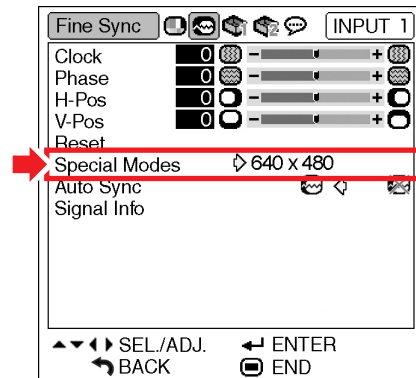 Fine Sync INPUT 1
Clock 0 - +
Phase 0 - +
H-Pos 0 - +
V-Pos 0 - +
Reset
Special Modes 640 x 480
Auto Sync
Signal Info
SEL./ADJ. ENTER
BACK END